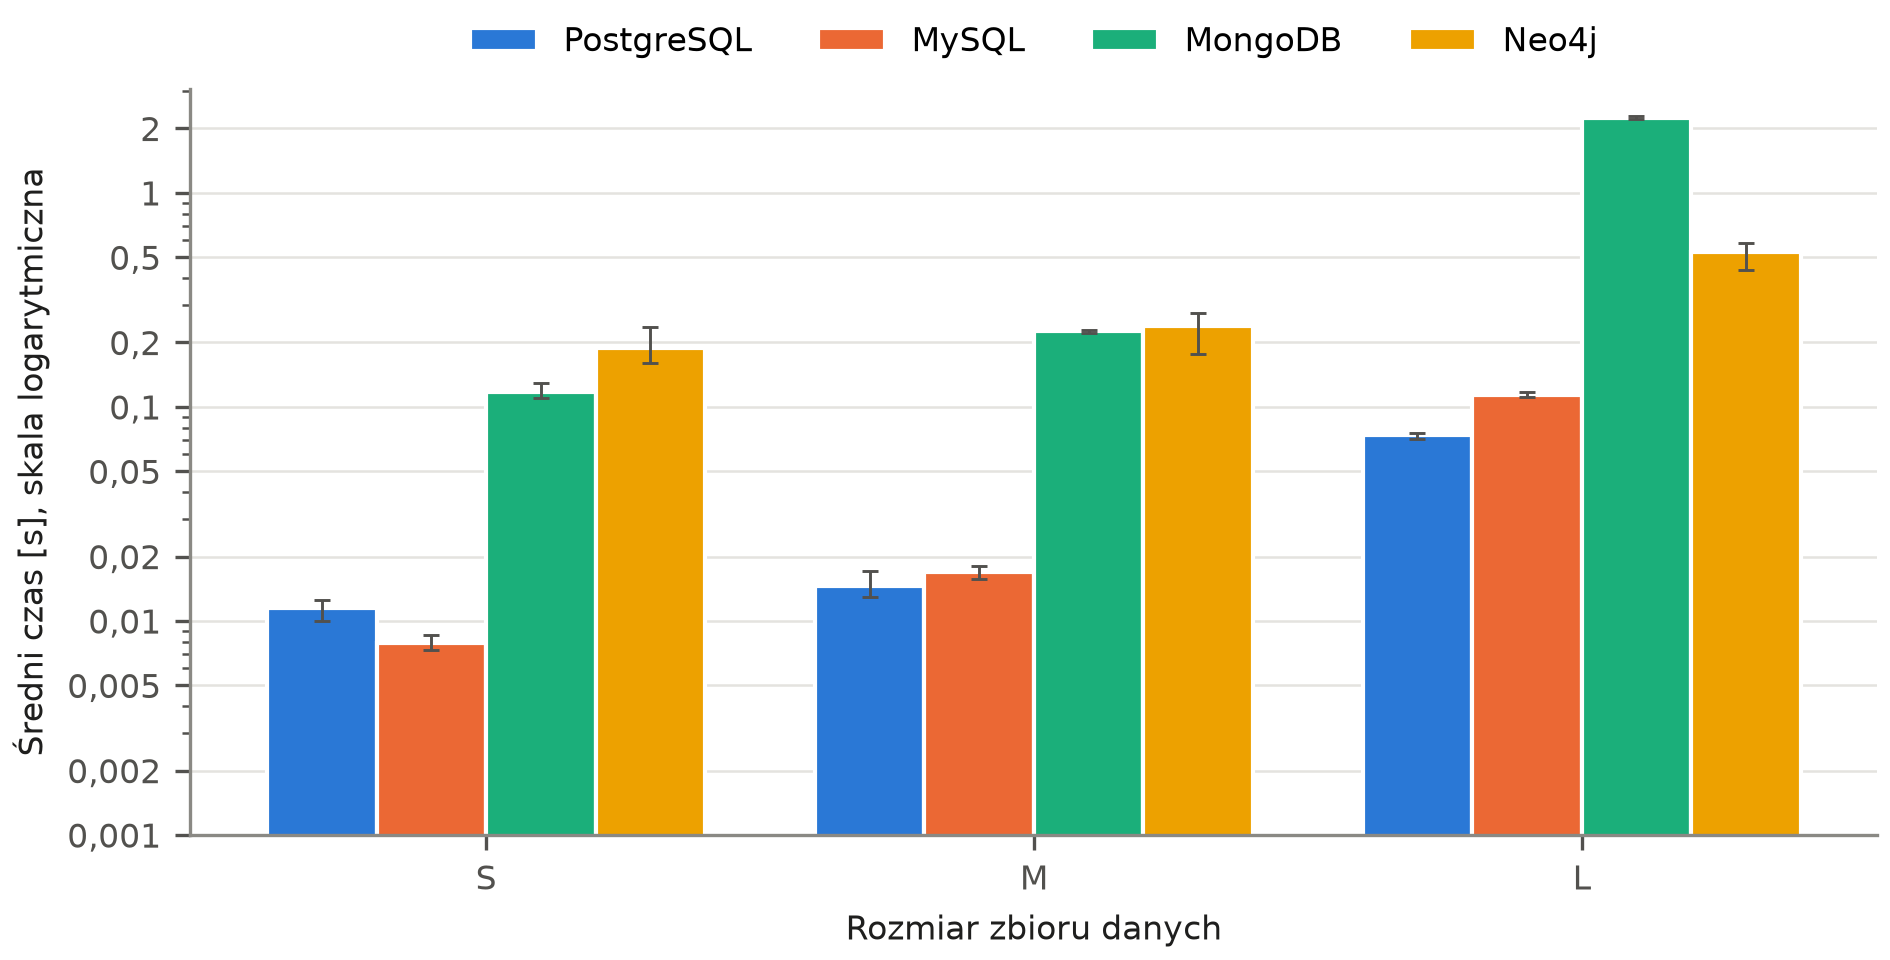 PostgreSQL MySQL MongoDB Neo4j
Średni czas [s], skala logarytmiczna
2
1
0,5
0,2
0,1
0,05
0,02
0,01
0,005
0,002
0,001
S M L
Rozmiar zbioru danych